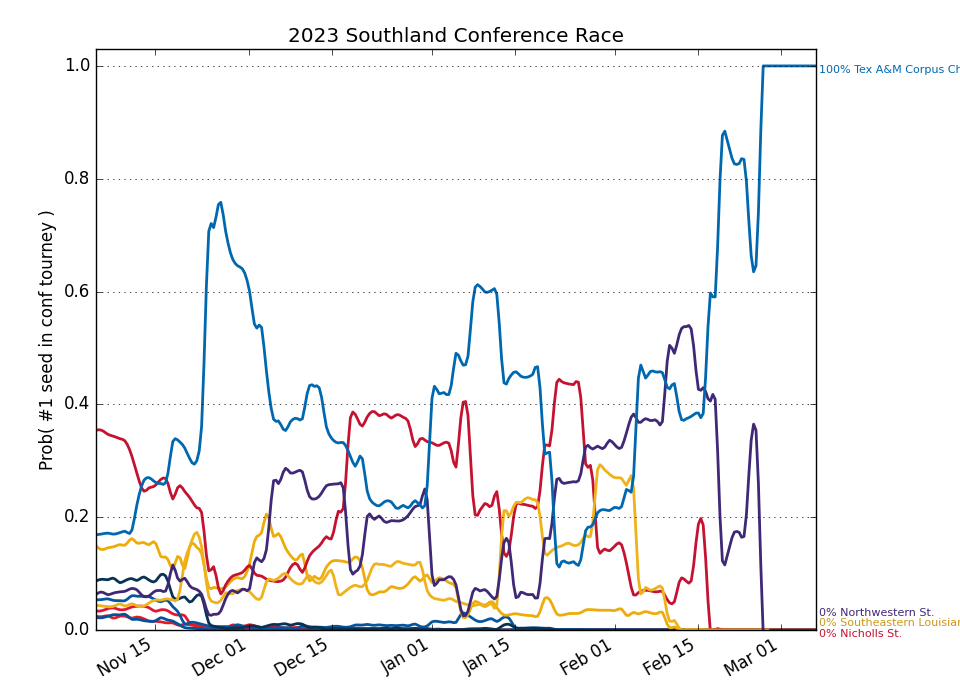 2023 Southland Conference Race
Prob( #1 seed in conf tourney )
1.0
0.8
0.6
0.4
0.2
0.0
Nov 15
Dec 01
Dec 15
Jan 01
Jan 15
Feb 01
Feb 15
Mar 01
100% Tex A&M Corpus Ch
0% Northwestern St.
0% Southeastern Louisian
0% Nicholls St.